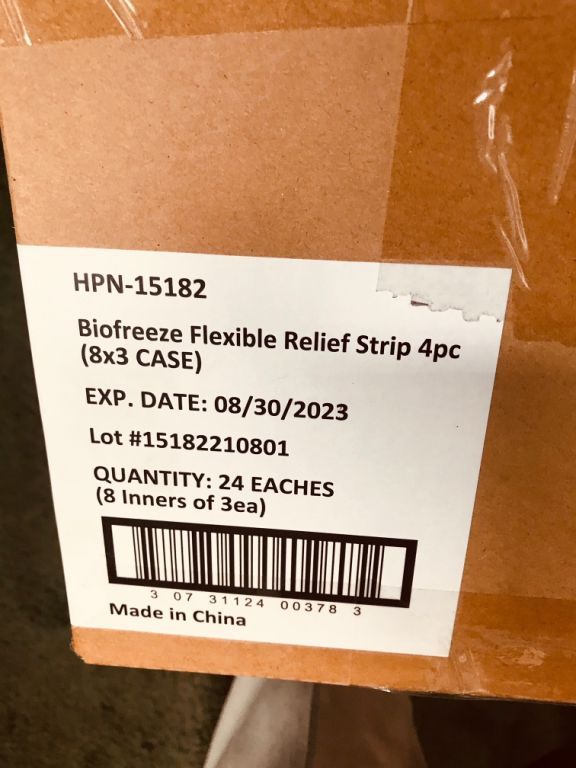 HPN-15182
Biofreeze Flexible Relief Strip 4pc
(8x3 CASE)
EXP. DATE: 08/30/2023
Lot #15182210801
QUANTITY: 24 EACHES
(8 Inners of 3ea)
3 07 31124 00378 3
Made in China